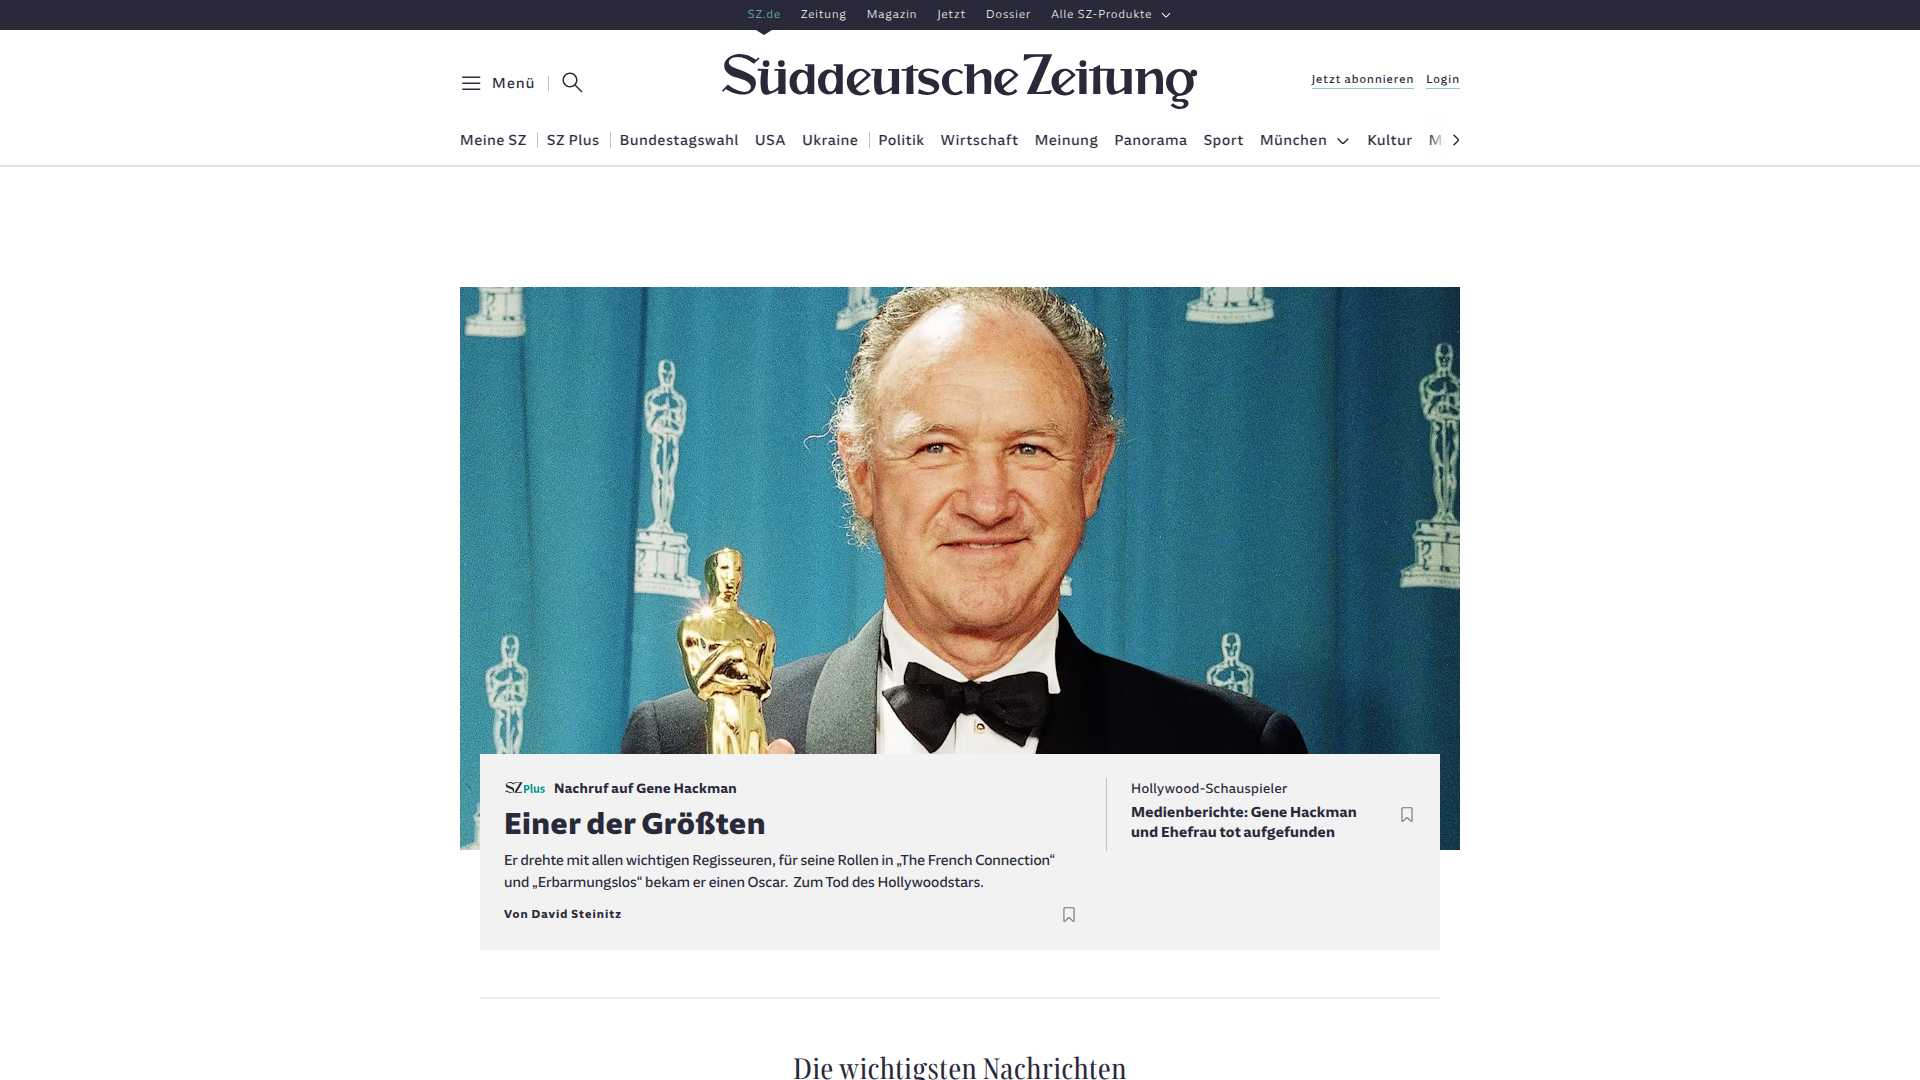 SZ.de Zeitung Magazin Jetzt Dossier Alle SZ-Produkte
Menü
Süddeutsche Zeitung
Jetzt abonnieren Login
Meine SZ SZ Plus Bundestagswahl USA Ukraine Politik Wirtschaft Meinung Panorama Sport München Kultur M
SZ Plus Nachruf auf Gene Hackman
Einer der Größten
Er drehte mit allen wichtigen Regisseuren, für seine Rollen in „The French Connection“
und „Erbarmungslos“ bekam er einen Oscar. Zum Tod des Hollywoodstars.
Von David Steinitz
Hollywood-Schauspieler
Medienberichte: Gene Hackman
und Ehefrau tot aufgefunden
Die wichtigsten Nachrichten